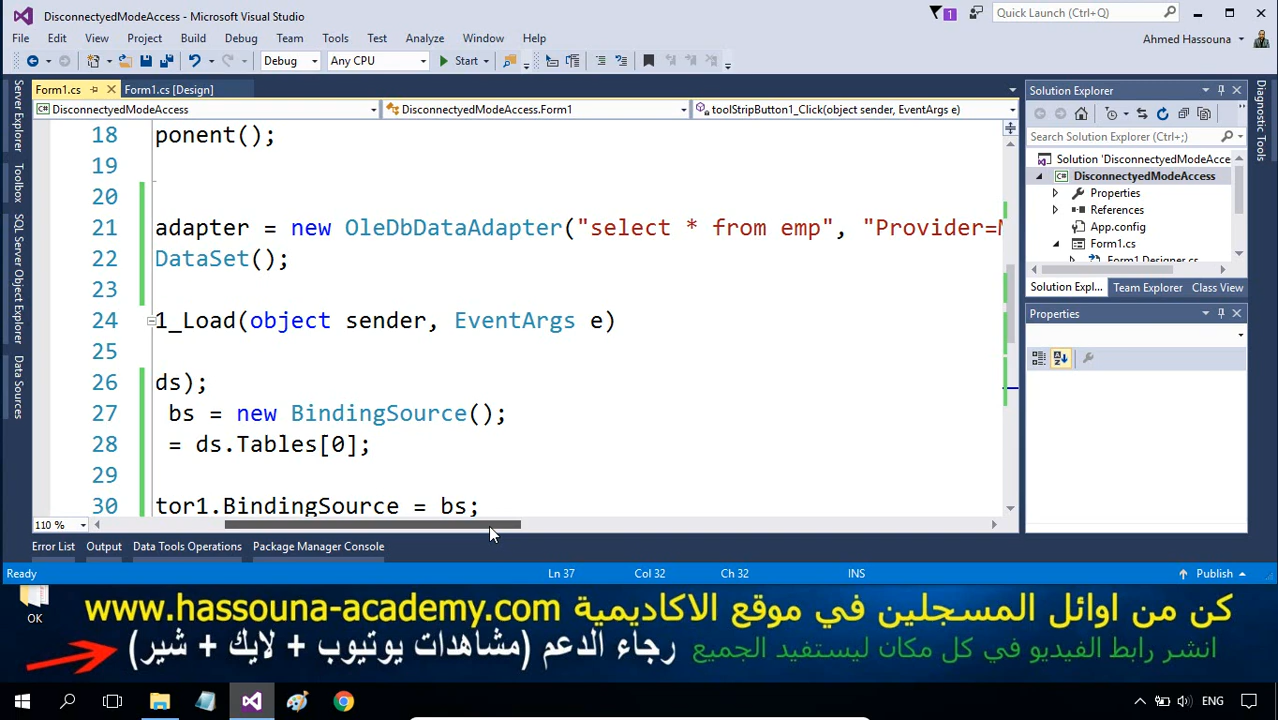 DisconnectyedModeAccess - Microsoft Visual Studio
1
Quick Launch (Ctrl+Q)
File Edit View Project Build Debug Team Tools Test Analyze Window Help
Ahmed Hassouna
Debug Any CPU Start
Form1.cs Form1.cs [Design]
DisconnectyedModeAccess DisconnectyedModeAccess.Form1 toolStripButton1_Click(object sender, EventArgs e)
Server Explorer
Toolbox
SQL Server Object Explorer
Data Sources
18 ponent();
19
20
21 adapter = new OleDbDataAdapter("select * from emp", "Provider=M
22 DataSet();
23
24 1_Load(object sender, EventArgs e)
25
26 ds);
27 bs = new BindingSource();
28 = ds.Tables[0];
29
30 tor1.BindingSource = bs;
110 %
Solution Explorer
Search Solution Explorer (Ctrl+;)
Solution 'DisconnectyedModeAcce
DisconnectyedModeAccess
Properties
References
App.config
Form1.cs
Form1.Designer.cs
Solution Expl... Team Explorer Class View
Properties
Diagnostic Tools
Error List Output Data Tools Operations Package Manager Console
Ready Ln 37 Col 32 Ch 32 INS Publish
OK
كن من اوائل المسجلين في موقع الاكاديمية www.hassouna-academy.com
انشر رابط الفيديو في كل مكان ليستفيد الجميع رجاء الدعم (مشاهدات يوتيوب + لايك + شير)
ENG